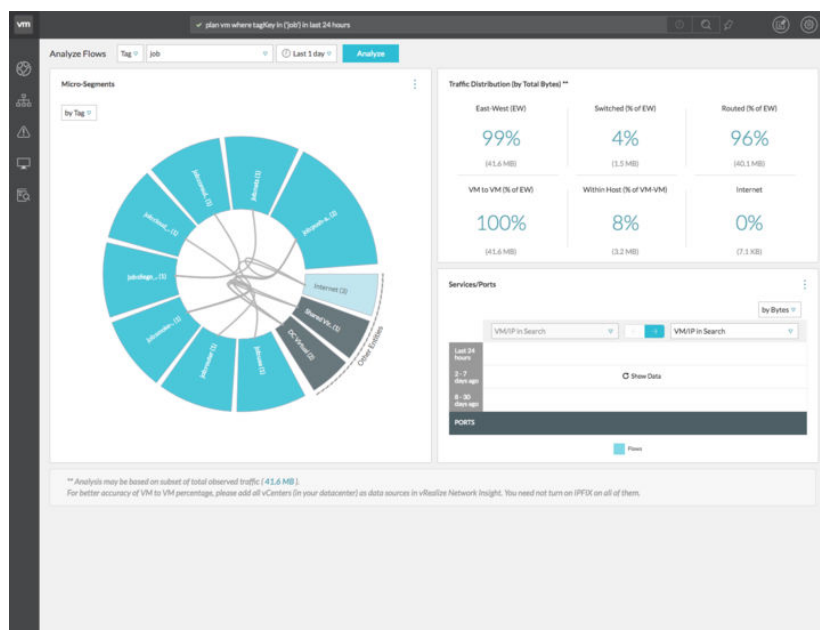 vm
plan vm where tagKey in ('job') in last 24 hours
Analyze Flows
Tag
job
Last 1 day
Analyze
Micro-Segments
by Tag
Internet (3)
Shared Vir.. (1)
DC Virtual (2)
Other Entities
Traffic Distribution (by Total Bytes) **
East-West (EW)
Switched (% of EW)
Routed (% of EW)
99%
4%
96%
(41.6 MB)
(1.5 MB)
(40.1 MB)
VM to VM (% of EW)
Within Host (% of VM-VM)
Internet
100%
8%
0%
(41.6 MB)
(3.2 MB)
(7.1 KB)
Services/Ports
by Bytes
VM/IP in Search
VM/IP in Search
Last 24
hours
2 - 7
days ago
Show Data
8 - 30
days ago
PORTS
Flows
** Analysis may be based on subset of total observed traffic ( 41.6 MB ).
For better accuracy of VM to VM percentage, please add all vCenters (in your datacenter) as data sources in vRealize Network Insight. You need not turn on IPFIX on all of them.